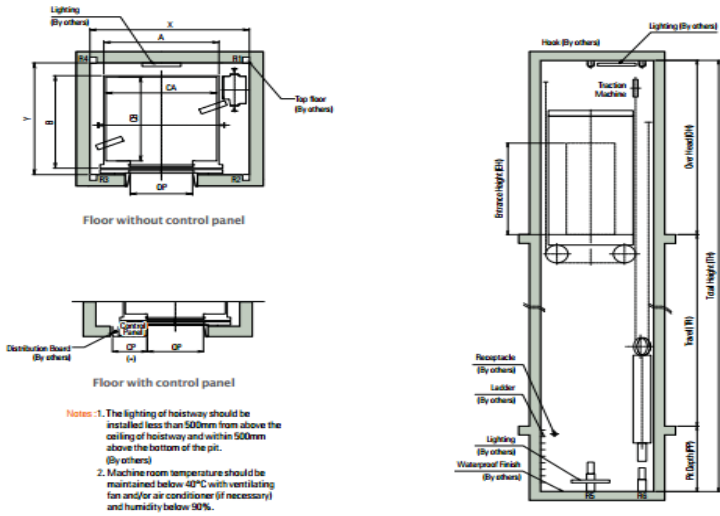 Lighting
(By others)
X
A
R4
R1
CA
Top floor
(By others)
Y
B
R3
R2
OP
Floor without control panel
Control
Panel
Distribution Board
(By others)
CP
OP
(+)
Floor with control panel
Notes : 1. The lighting of hoistway should be
installed less than 500mm from above the
ceiling of hoistway and within 500mm
above the bottom of the pit.
(By others)
2. Machine room temperature should be
maintained below 40°C with ventilating
fan and/or air conditioner (if necessary)
and humidity below 90%.
Lighting (By others)
Hook (By others)
Traction
Machine
Entrance Height (EH)
Over Head (OH)
Total Height (TH)
Travel (TR)
Receptacle
(By others)
Ladder
(By others)
Lighting
(By others)
Waterproof Finish
(By others)
Pit Depth (PP)
R5
R6